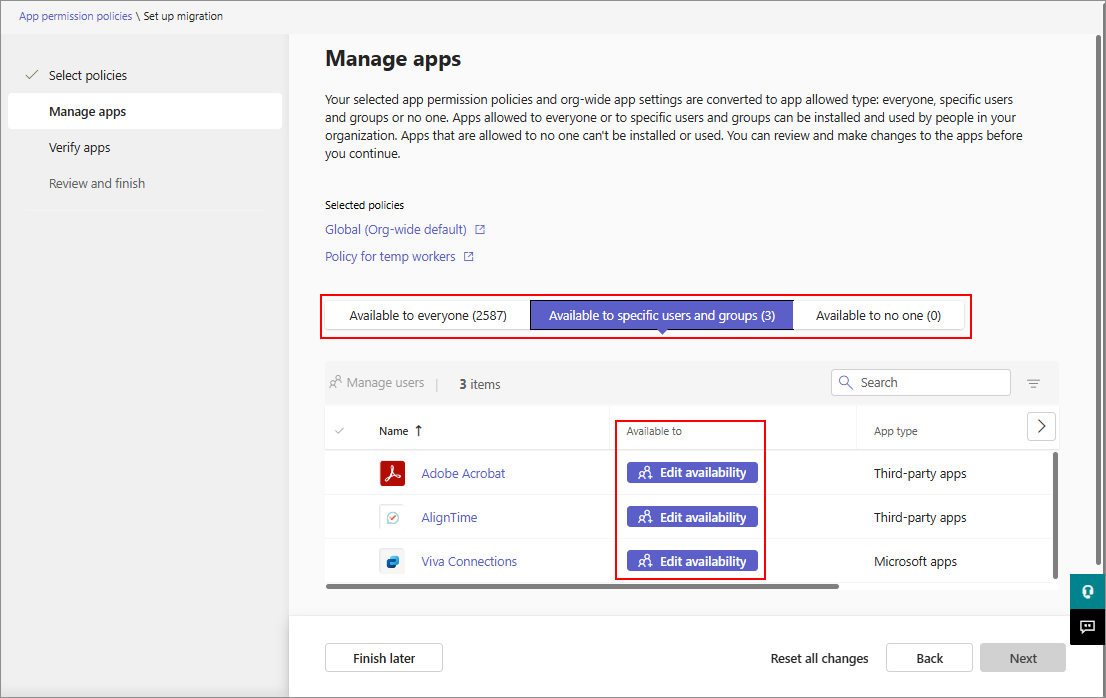 App permission policies \ Set up migration
Select policies
Manage apps
Verify apps
Review and finish
Manage apps
Your selected app permission policies and org-wide app settings are converted to app allowed type: everyone, specific users
and groups or no one. Apps allowed to everyone or to specific users and groups can be installed and used by people in your
organization. Apps that are allowed to no one can't be installed or used. You can review and make changes to the apps before
you continue.
Selected policies
Global (Org-wide default)
Policy for temp workers
Available to everyone (2587) Available to specific users and groups (3) Available to no one (0)
Manage users | 3 items Search
Name ↑ Available to App type
Adobe Acrobat Edit availability Third-party apps
AlignTime Edit availability Third-party apps
Viva Connections Edit availability Microsoft apps
Finish later Reset all changes Back Next